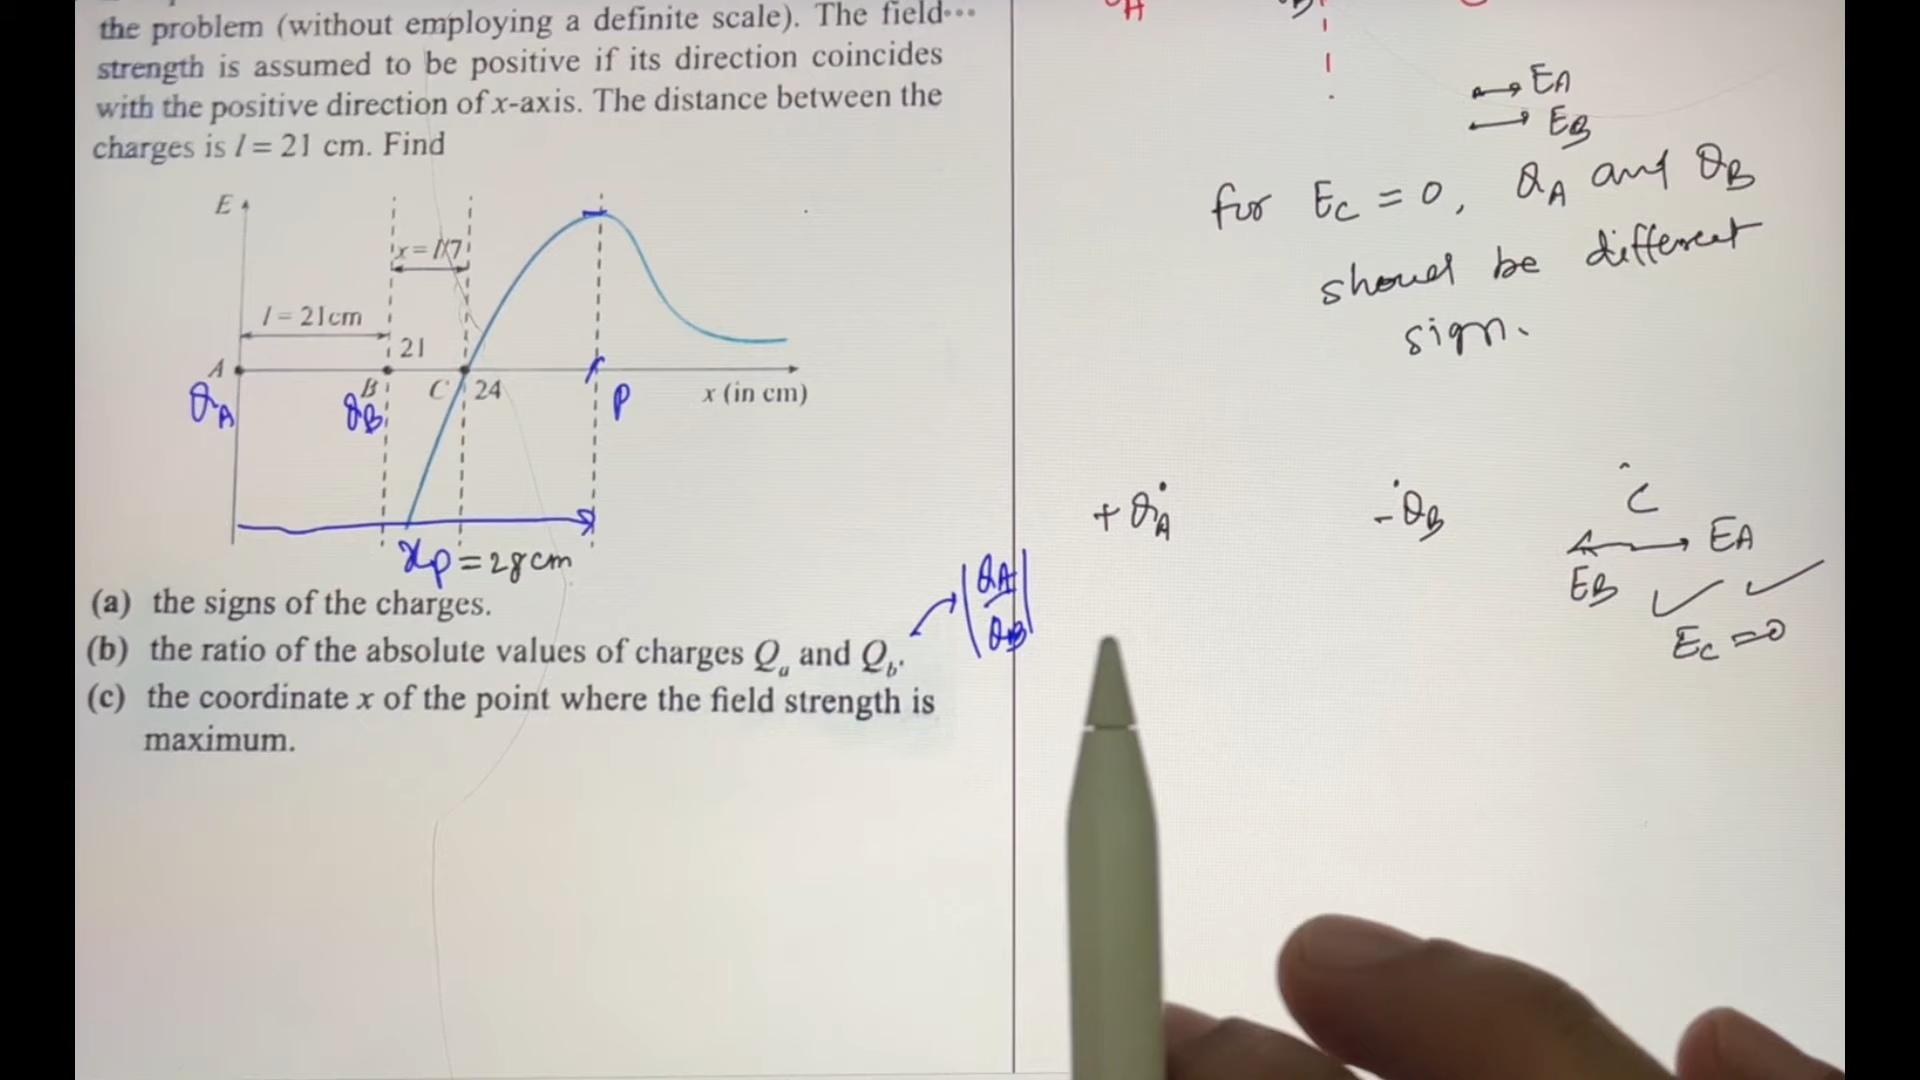 the problem (without employing a definite scale). The field...
strength is assumed to be positive if its direction coincides
with the positive direction of x-axis. The distance between the
charges is l = 21 cm. Find
E
l = 21cm
21
A
B
C
24
x (in cm)
Q_A
Q_B
P
x_p = 28cm
(a) the signs of the charges.
(b) the ratio of the absolute values of charges Q_a and Q_b.
(c) the coordinate x of the point where the field strength is
maximum.
|Q_A
Q_B|
E_A
E_B
for E_C = 0, Q_A and Q_B
should be different
sign.
+ Q_A
- Q_B
C
E_A
E_B
E_C = 0